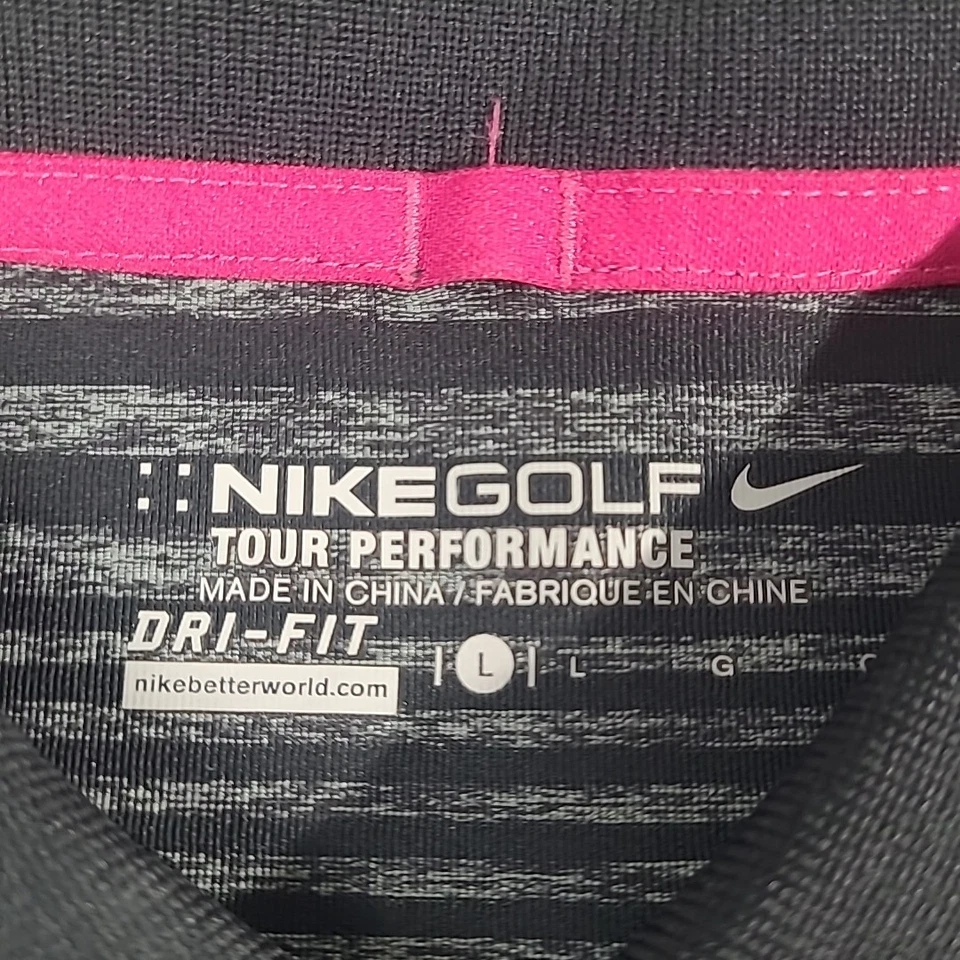 NIKEGOLF
TOUR PERFORMANCE
MADE IN CHINA / FABRIQUE EN CHINE
DRI-FIT
nikebetterworld.com
L L G